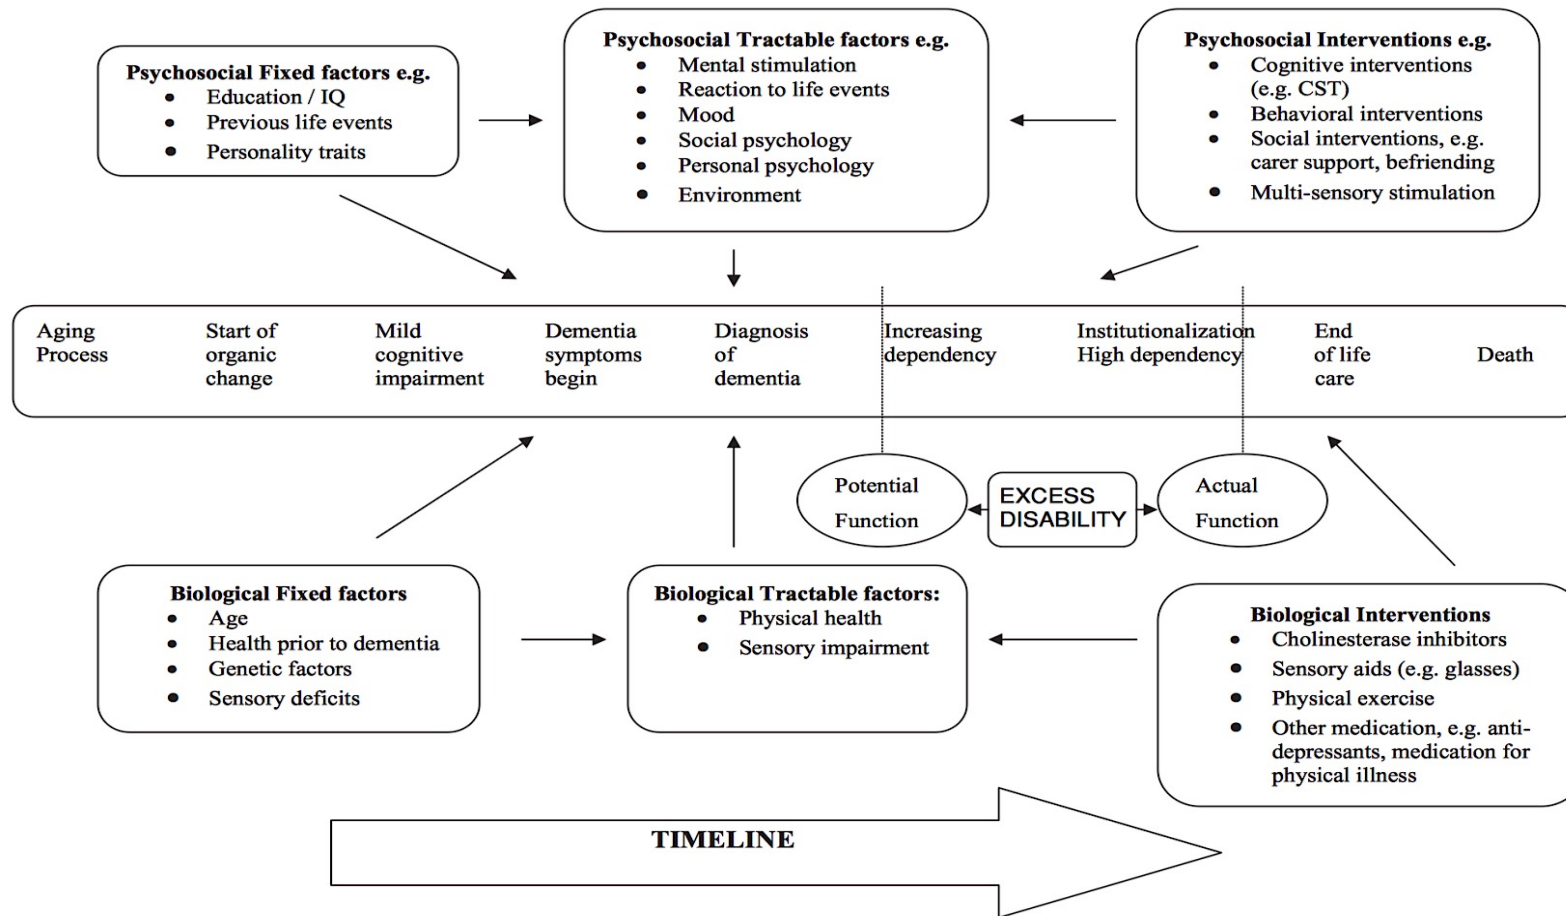 Psychosocial Fixed factors e.g.
• Education / IQ
• Previous life events
• Personality traits
Psychosocial Tractable factors e.g.
• Mental stimulation
• Reaction to life events
• Mood
• Social psychology
• Personal psychology
• Environment
Psychosocial Interventions e.g.
• Cognitive interventions
(e.g. CST)
• Behavioral interventions
• Social interventions, e.g.
carer support, befriending
• Multi-sensory stimulation
Aging
Process
Start of
organic
change
Mild
cognitive
impairment
Dementia
symptoms
begin
Diagnosis
of
dementia
Increasing
dependency
Institutionalization
High dependency
End
of life
care
Death
Potential
Function
EXCESS
DISABILITY
Actual
Function
Biological Fixed factors
• Age
• Health prior to dementia
• Genetic factors
• Sensory deficits
Biological Tractable factors:
• Physical health
• Sensory impairment
Biological Interventions
• Cholinesterase inhibitors
• Sensory aids (e.g. glasses)
• Physical exercise
• Other medication, e.g. anti-
depressants, medication for
physical illness
TIMELINE